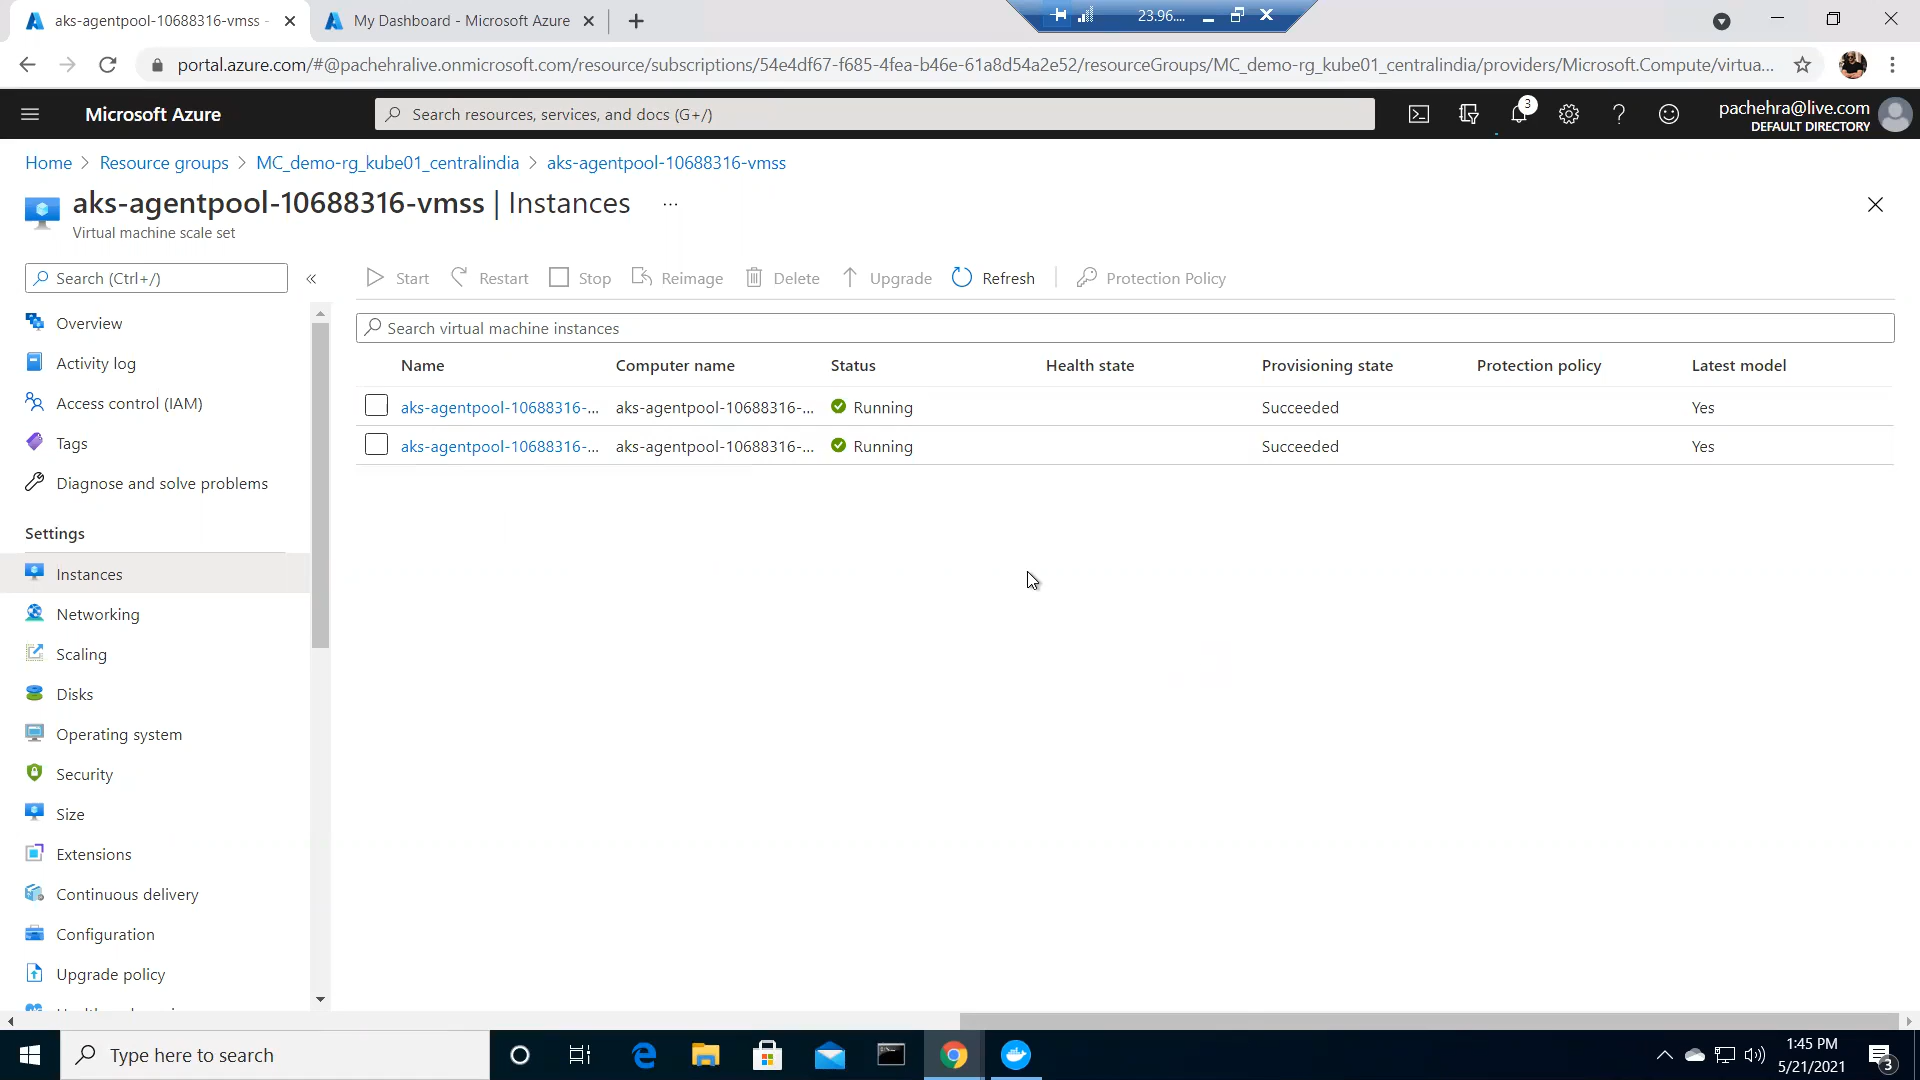 aks-agentpool-10688316-vmss -
My Dashboard - Microsoft Azure
23.96....
portal.azure.com/#@pachehralive.onmicrosoft.com/resource/subscriptions/54e4df67-f685-4fea-b46e-61a8d54a2e52/resourceGroups/MC_demo-rg_kube01_centralindia/providers/Microsoft.Compute/virtua...
Microsoft Azure
Search resources, services, and docs (G+/)
3
pachehra@live.com
DEFAULT DIRECTORY
Home > Resource groups > MC_demo-rg_kube01_centralindia > aks-agentpool-10688316-vmss
aks-agentpool-10688316-vmss | Instances ...
Virtual machine scale set
Search (Ctrl+/)
«
Start Restart Stop Reimage Delete Upgrade Refresh Protection Policy
Search virtual machine instances
Name Computer name Status Health state Provisioning state Protection policy Latest model
aks-agentpool-10688316-... aks-agentpool-10688316-... Running Succeeded Yes
aks-agentpool-10688316-... aks-agentpool-10688316-... Running Succeeded Yes
Overview
Activity log
Access control (IAM)
Tags
Diagnose and solve problems
Settings
Instances
Networking
Scaling
Disks
Operating system
Security
Size
Extensions
Continuous delivery
Configuration
Upgrade policy
Type here to search
1:45 PM
5/21/2021
3